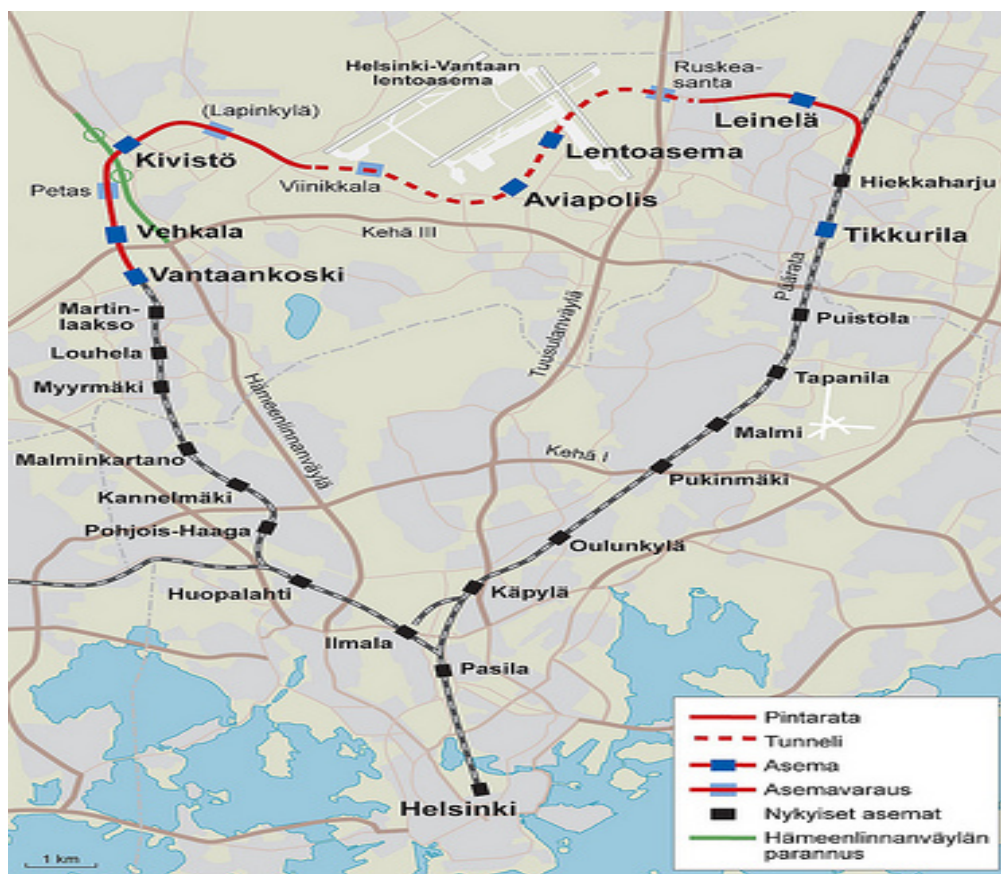 Helsinki-Vantaan
lentoasema
Ruskea-
santa
(Lapinkylä)
Leinelä
Kivistö
Lentoasema
Viinikkala
Hiekkaharju
Petas
Aviapolis
Vehkala
Kehä III
Tikkurila
Vantaankoski
Päärata
Martin-
laakso
Puistola
Louhela
Tuusulanväylä
Myyrmäki
Tapanila
Hämeenlinnanväylä
Malmi
Malminkartano
Kehä I
Pukinmäki
Kannelmäki
Pohjois-Haaga
Oulunkylä
Huopalahti
Käpylä
Ilmala
Pasila
Helsinki
Pintarata
Tunneli
Asema
Asemavaraus
Nykyiset asemat
Hämeenlinnanväylän
parannus
1 km